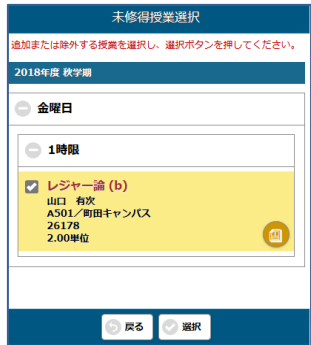 未修得授業選択
追加または除外する授業を選択し、選択ボタンを押してください。
2018年度 秋学期
金曜日
1時限
レジャー論 (b)
山口 有次
A501／町田キャンパス
26178
2.00単位
戻る 選択